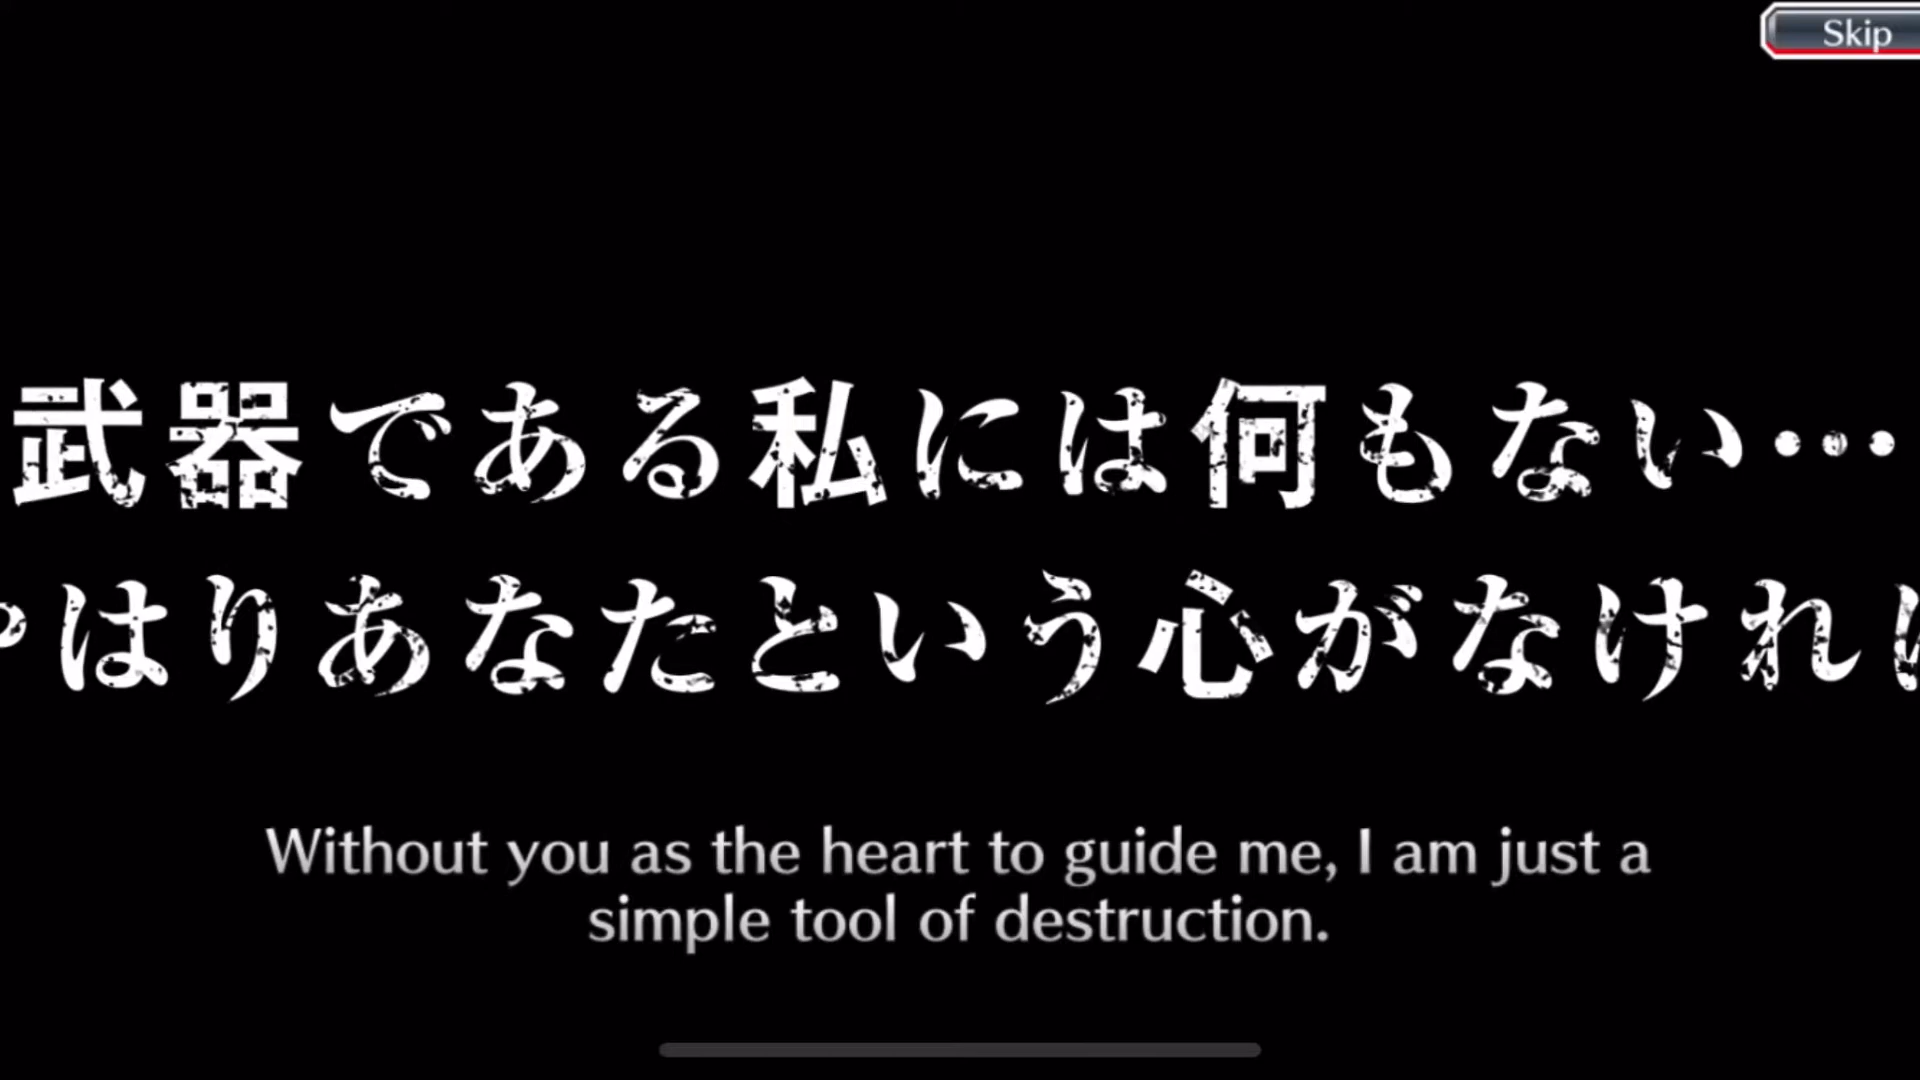 Skip
武器である私には何もない…
やはりあなたという心がなければ
Without you as the heart to guide me, I am just a
simple tool of destruction.